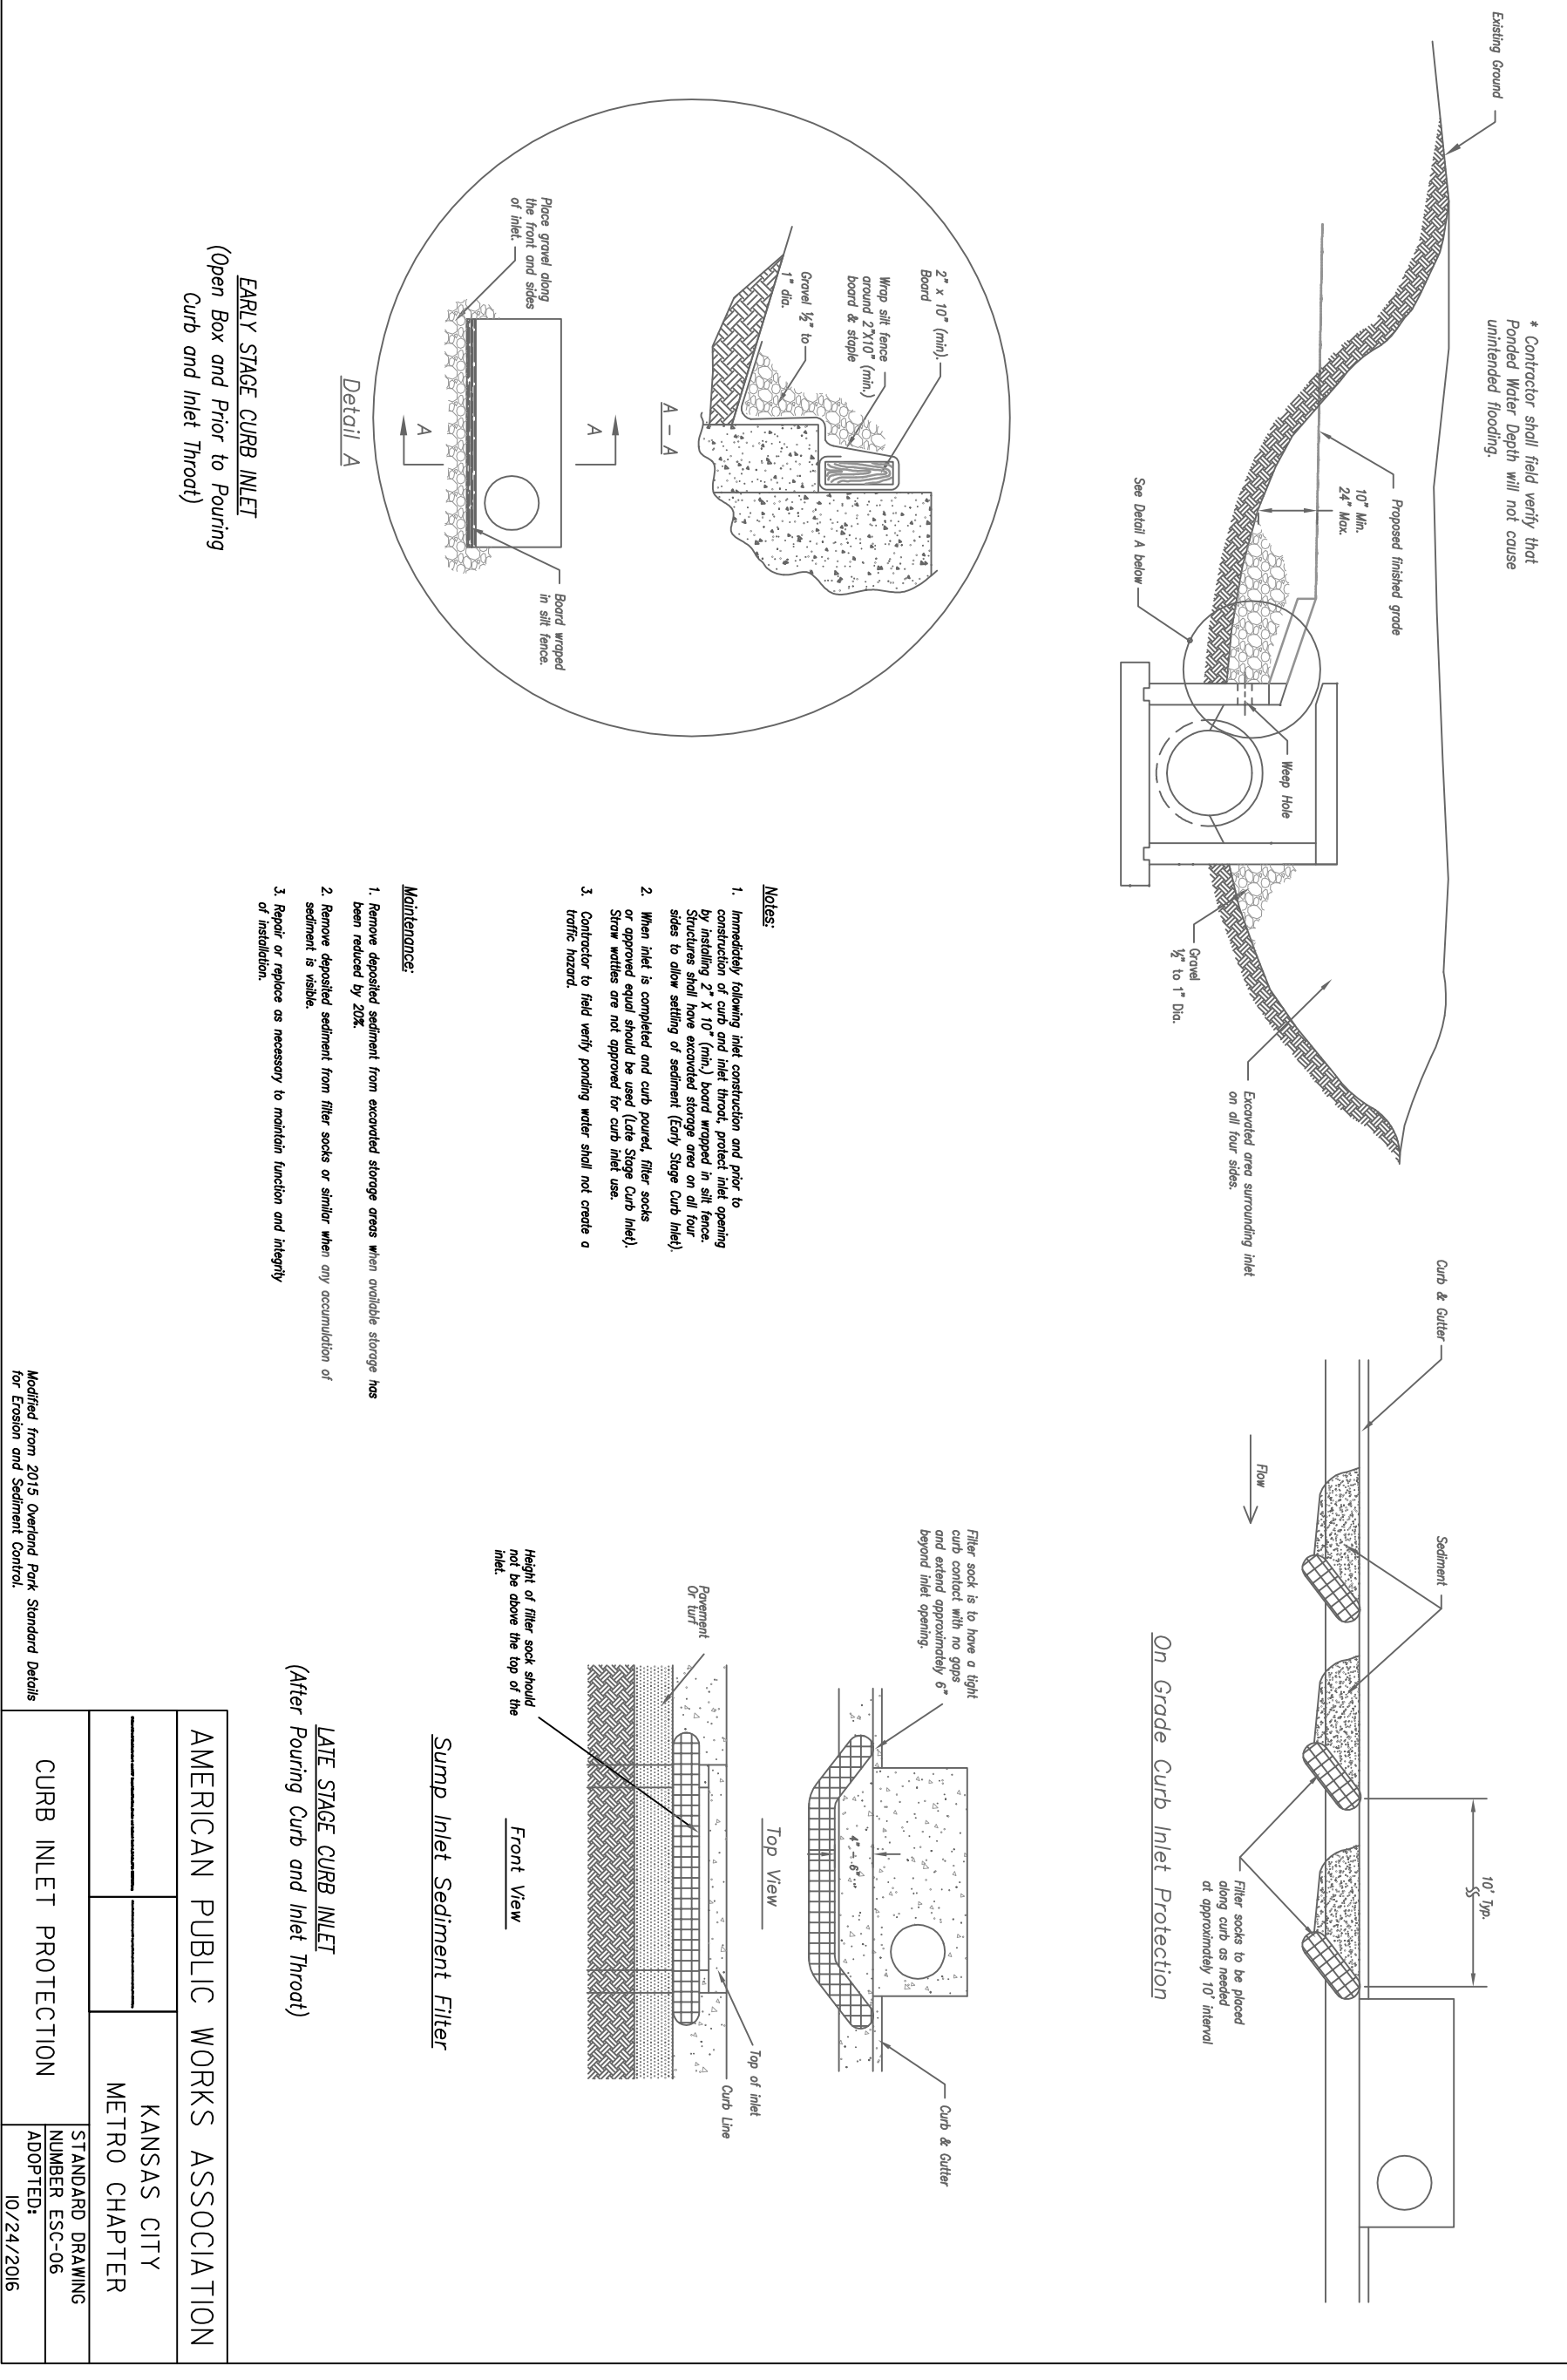 * Contractor shall field verify that
Ponded Water Depth will not cause
unintended flooding.
Existing Ground
Proposed finished grade
10" Min.
24" Max.
See Detail A below
Weep Hole
Gravel
½" to 1" Dia.
Excavated area surrounding inlet
on all four sides.
2" x 10" (min).
Board
Wrap silt fence
around 2"X10" (min.)
board & staple
Gravel ½" to
1" dia.
A - A
Place gravel along
the front and sides
of inlet.
A
A
Board wraped
in silt fence.
Detail A
EARLY STAGE CURB INLET
(Open Box and Prior to Pouring
Curb and Inlet Throat)
Notes:
1. Immediately following inlet construction and prior to
construction of curb and inlet throat, protect inlet opening
by installing 2" X 10" (min.) board wrapped in silt fence.
Structures shall have excavated storage area on all four
sides to allow settling of sediment (Early Stage Curb Inlet).
2. When inlet is completed and curb poured, filter socks
or approved equal should be used (Late Stage Curb Inlet).
Straw wattles are not approved for curb inlet use.
3. Contractor to field verify ponding water shall not create a
traffic hazard.
Maintenance:
1. Remove deposited sediment from excavated storage areas when available storage has
been reduced by 20%.
2. Remove deposited sediment from filter socks or similar when any accumulation of
sediment is visible.
3. Repair or replace as necessary to maintain function and integrity
of installation.
Curb & Gutter
Flow
Sediment
10' Typ.
Filter socks to be placed
along curb as needed
at approximately 10' interval
On Grade Curb Inlet Protection
Filter sock is to have a tight
curb contact with no gaps
and extend approximately 6"
beyond inlet opening.
4" - 6"
Curb & Gutter
Top View
Pavement
Or turf
Top of inlet
Curb Line
Height of filter sock should
not be above the top of the
inlet.
Front View
Sump Inlet Sediment Filter
LATE STAGE CURB INLET
(After Pouring Curb and Inlet Throat)
Modified from 2015 Overland Park Standard Details
for Erosion and Sediment Control.
AMERICAN PUBLIC WORKS ASSOCIATION
KANSAS CITY
METRO CHAPTER
CURB INLET PROTECTION
STANDARD DRAWING
NUMBER ESC-06
ADOPTED:
10/24/2016